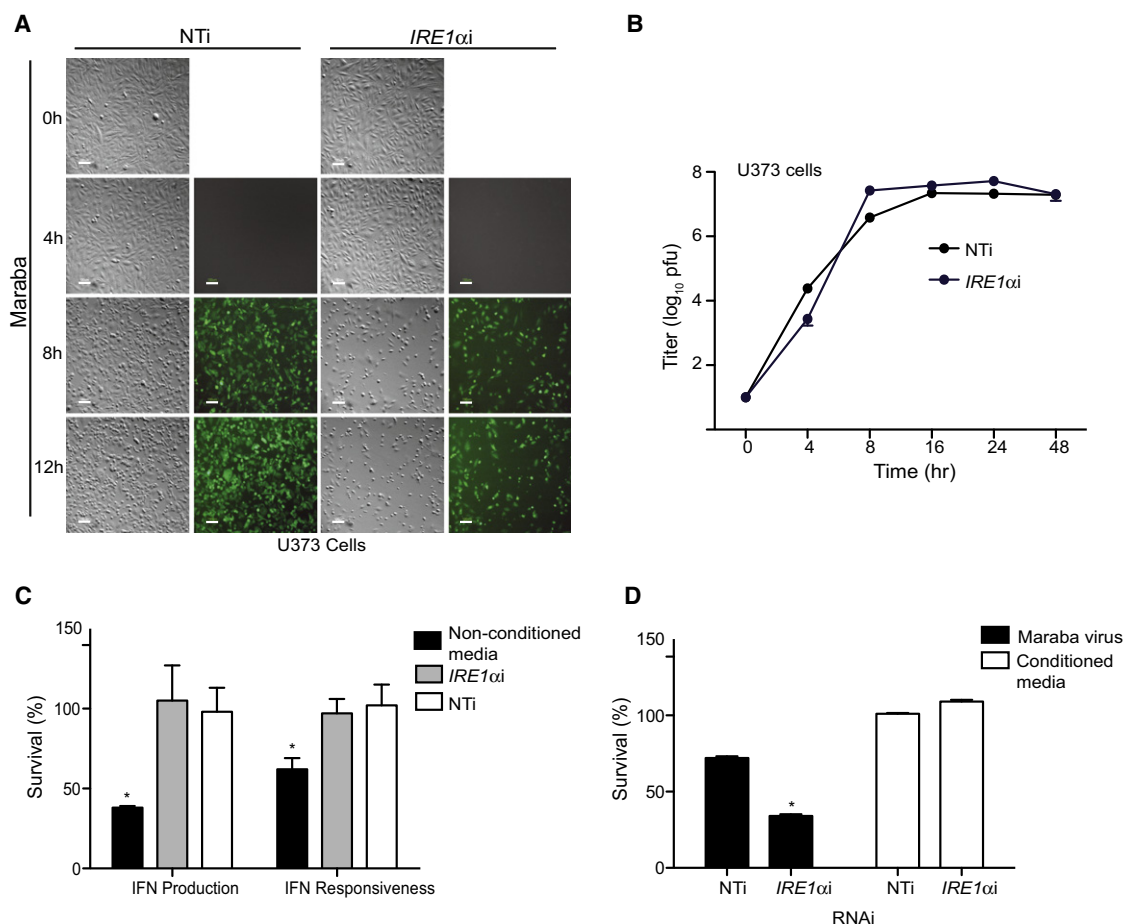 A
NTi
IRE1αi
Maraba
0h
4h
8h
12h
U373 Cells
B
U373 cells
Titer (log10 pfu)
8
6
4
2
NTi
IRE1αi
0
4
8
16
24
48
Time (hr)
C
Survival (%)
150
100
50
0
Non-conditioned
media
IRE1αi
NTi
*
*
IFN Production
IFN Responsiveness
D
Survival (%)
150
100
50
0
Maraba virus
Conditioned
media
*
NTi
IRE1αi
NTi
IRE1αi
RNAi